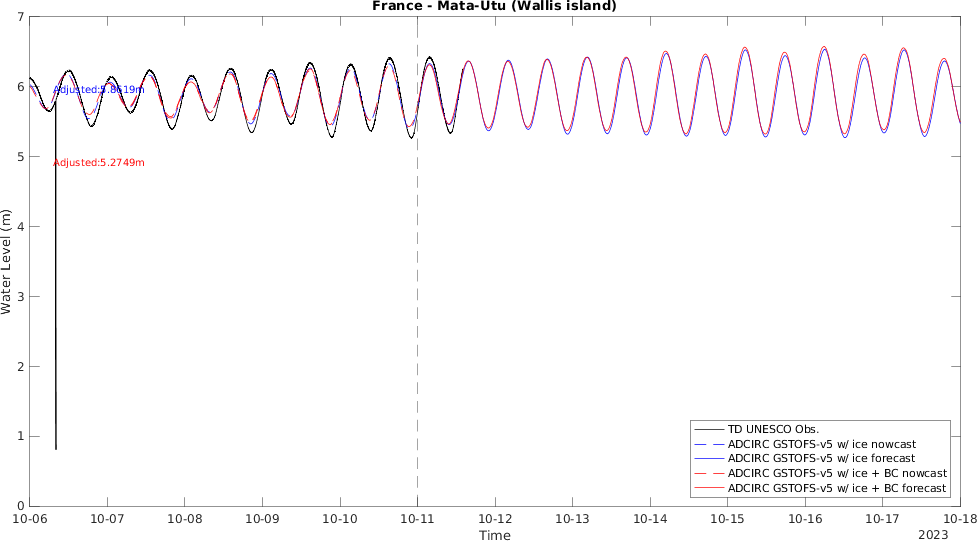 France - Mata-Utu (Wallis island)
7
6
5
4
3
2
1
0
Water Level (m)
Adjusted:5.8619m
Adjusted:5.2749m
TD UNESCO Obs.
ADCIRC GSTOFS-v5 w/ ice nowcast
ADCIRC GSTOFS-v5 w/ ice forecast
ADCIRC GSTOFS-v5 w/ ice + BC nowcast
ADCIRC GSTOFS-v5 w/ ice + BC forecast
10-06 10-07 10-08 10-09 10-10 10-11 10-12 10-13 10-14 10-15 10-16 10-17 10-18
Time
2023